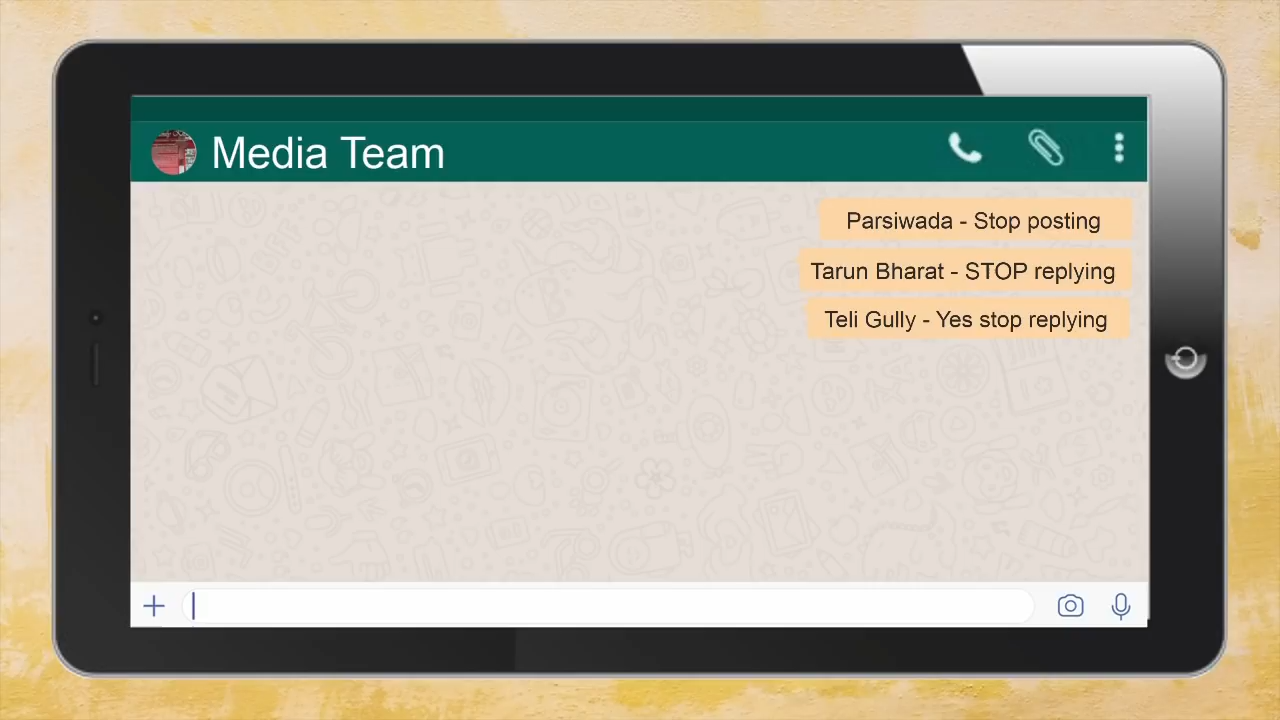 Media Team
Parsiwada - Stop posting
Tarun Bharat - STOP replying
Teli Gully - Yes stop replying